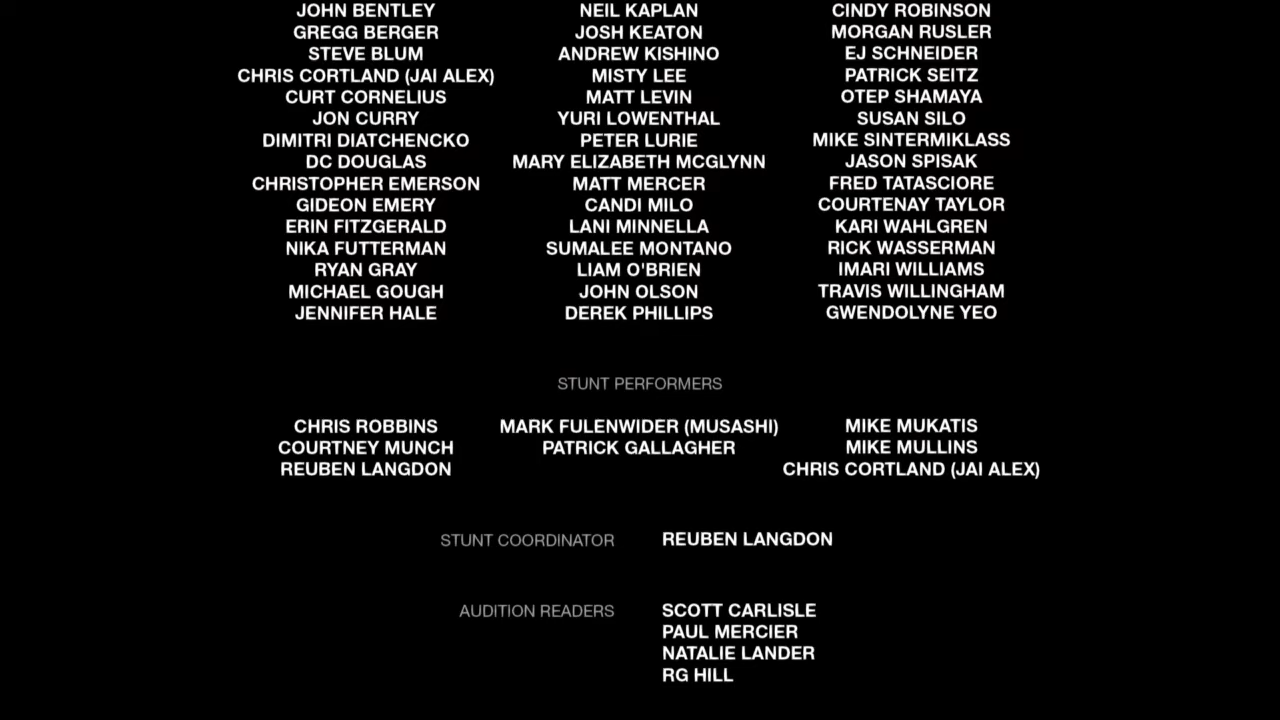 JOHN BENTLEY NEIL KAPLAN CINDY ROBINSON
GREGG BERGER JOSH KEATON MORGAN RUSLER
STEVE BLUM ANDREW KISHINO EJ SCHNEIDER
CHRIS CORTLAND (JAI ALEX) MISTY LEE PATRICK SEITZ
CURT CORNELIUS MATT LEVIN OTEP SHAMAYA
JON CURRY YURI LOWENTHAL SUSAN SILO
DIMITRI DIATCHENCKO PETER LURIE MIKE SINTERMIKLASS
DC DOUGLAS MARY ELIZABETH MCGLYNN JASON SPISAK
CHRISTOPHER EMERSON MATT MERCER FRED TATASCIORE
GIDEON EMERY CANDI MILO COURTENAY TAYLOR
ERIN FITZGERALD LANI MINNELLA KARI WAHLGREN
NIKA FUTTERMAN SUMALEE MONTANO RICK WASSERMAN
RYAN GRAY LIAM O'BRIEN IMARI WILLIAMS
MICHAEL GOUGH JOHN OLSON TRAVIS WILLINGHAM
JENNIFER HALE DEREK PHILLIPS GWENDOLYNE YEO
STUNT PERFORMERS
CHRIS ROBBINS MARK FULENWIDER (MUSASHI) MIKE MUKATIS
COURTNEY MUNCH PATRICK GALLAGHER MIKE MULLINS
REUBEN LANGDON CHRIS CORTLAND (JAI ALEX)
STUNT COORDINATOR REUBEN LANGDON
AUDITION READERS SCOTT CARLISLE
PAUL MERCIER
NATALIE LANDER
RG HILL